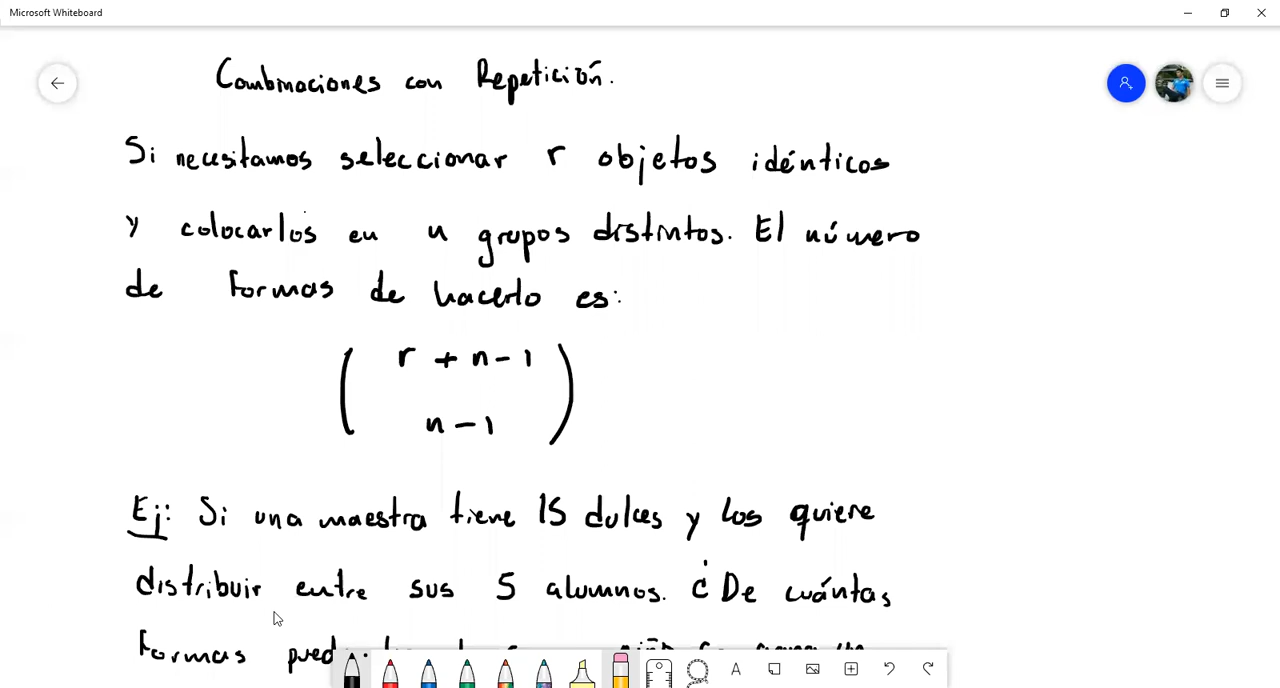 Microsoft Whiteboard
Combinaciones con Repetición.
Si necesitamos seleccionar r objetos idénticos
y colocarlos en n grupos distintos. El número
de formas de hacerlo es:
r + n - 1
n - 1
Ej: Si una maestra tiene 15 dulces y los quiere
distribuir entre sus 5 alumnos. ¿De cuántas
formas
A